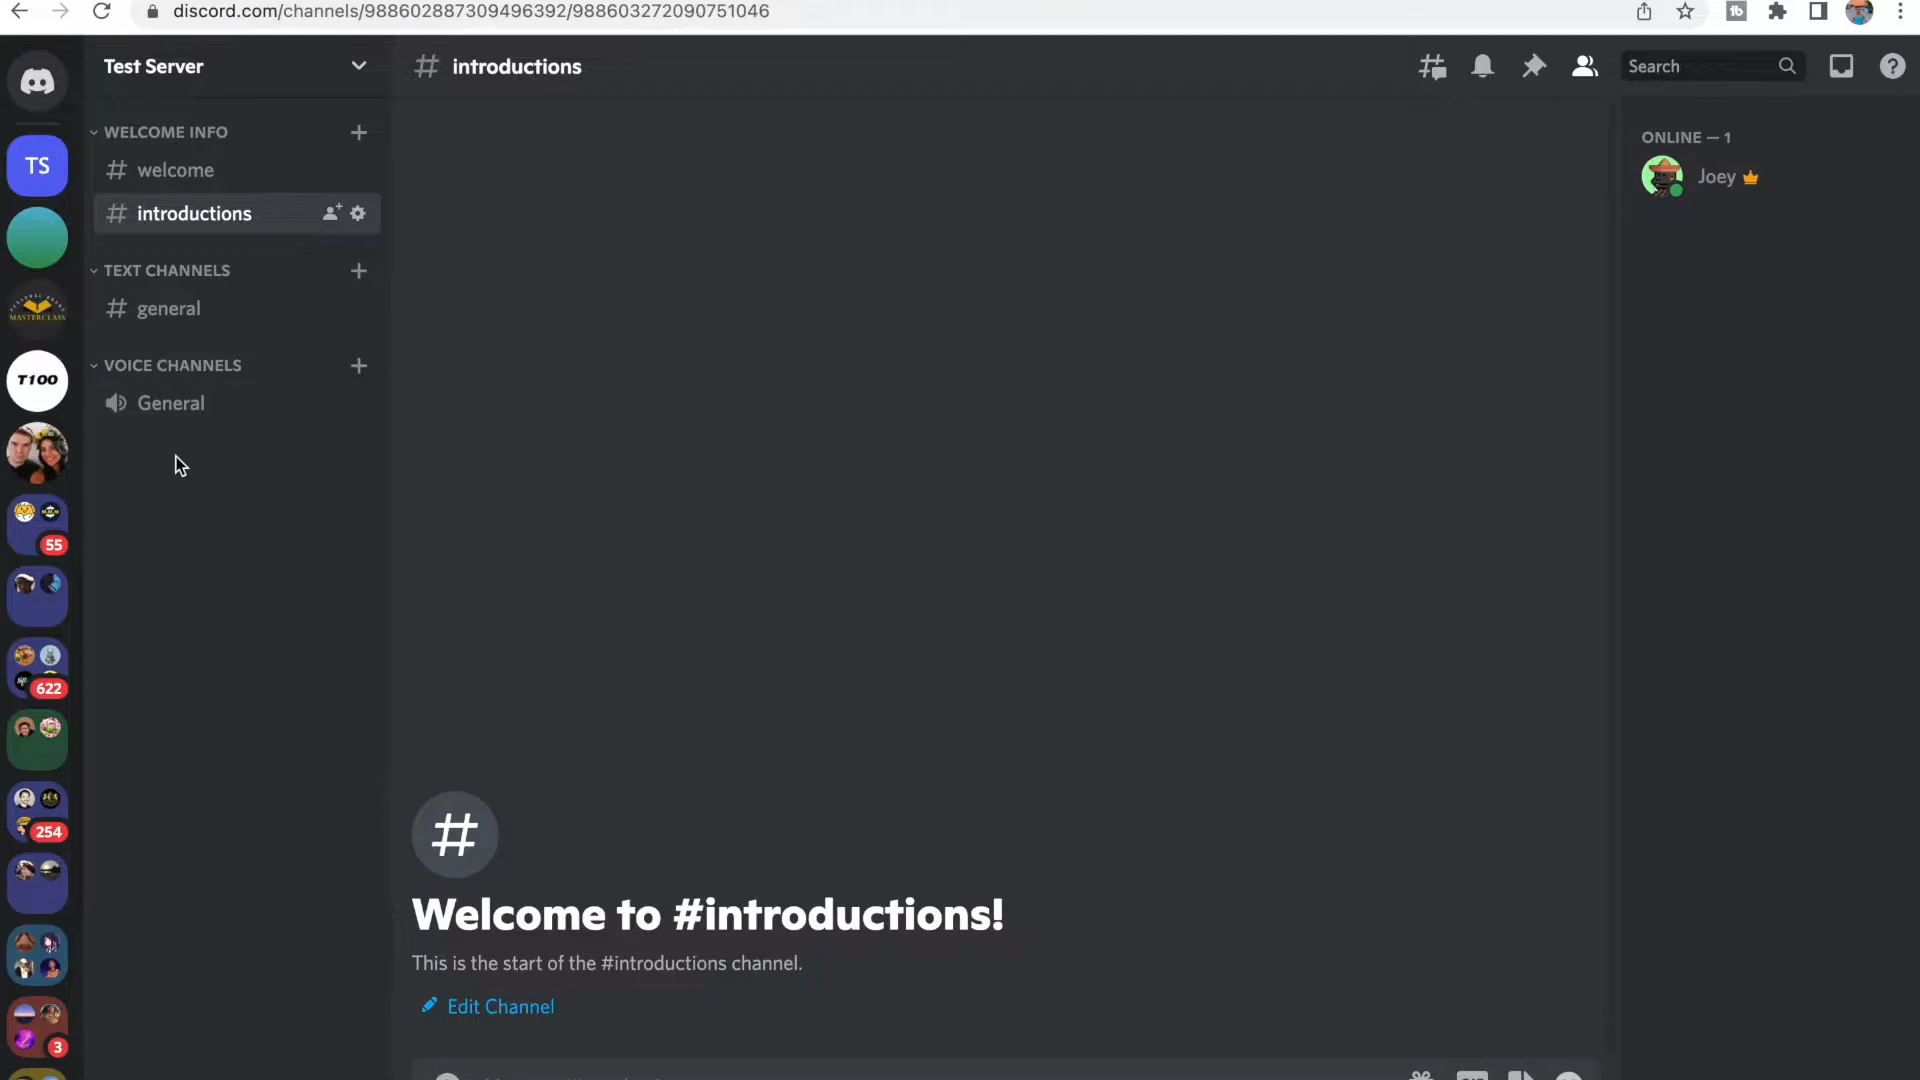 discord.com/channels/988602887309496392/988603272090751046
Test Server
introductions
Search
WELCOME INFO
welcome
introductions
TEXT CHANNELS
general
VOICE CHANNELS
General
ONLINE — 1
Joey
TS
MASTERCLASS
T100
55
622
254
3
Welcome to #introductions!
This is the start of the #introductions channel.
Edit Channel